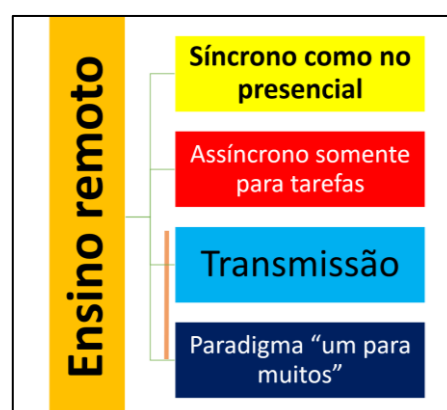 Ensino remoto
Síncrono como no
presencial
Assíncrono somente
para tarefas
Transmissão
Paradigma “um para
muitos”